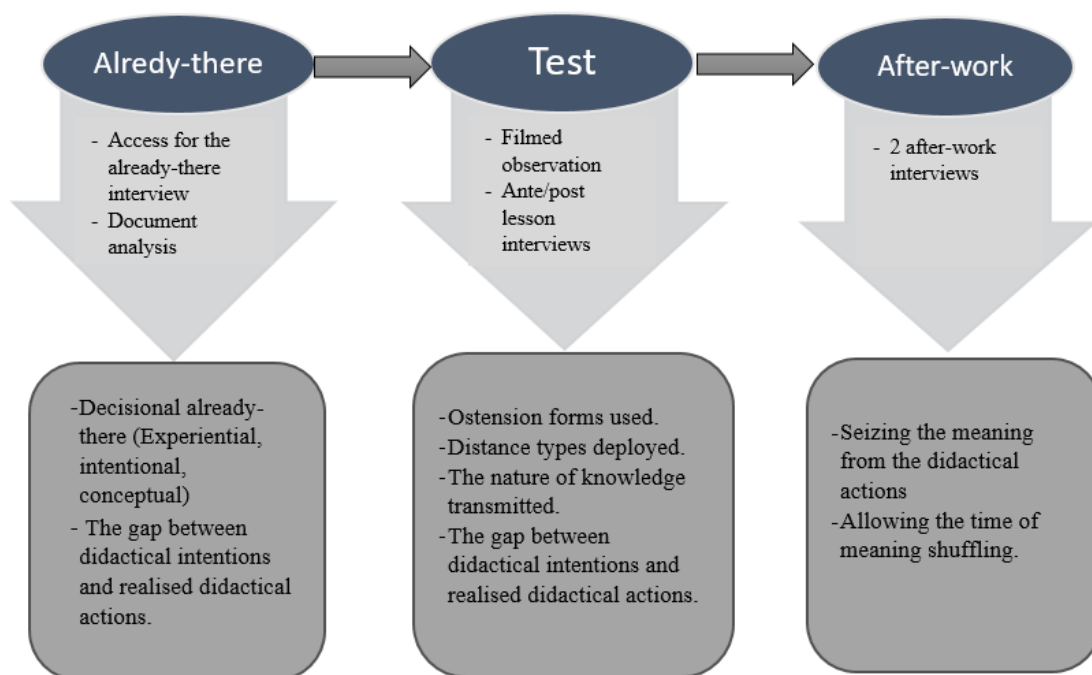 Alredy-there
Test
After-work
- Access for the
already-there
interview
- Document
analysis
- Filmed
observation
- Ante/post
lesson
interviews
- 2 after-work
interviews
-Decisional already-
there (Experiential,
intentional,
conceptual)
- The gap between
didactical intentions
and realised didactical
actions.
-Ostension forms used.
-Distance types deployed.
-The nature of knowledge
transmitted.
-The gap between
didactical intentions and
realised didactical actions.
-Seizing the meaning
from the didactical
actions
-Allowing the time of
meaning shuffling.